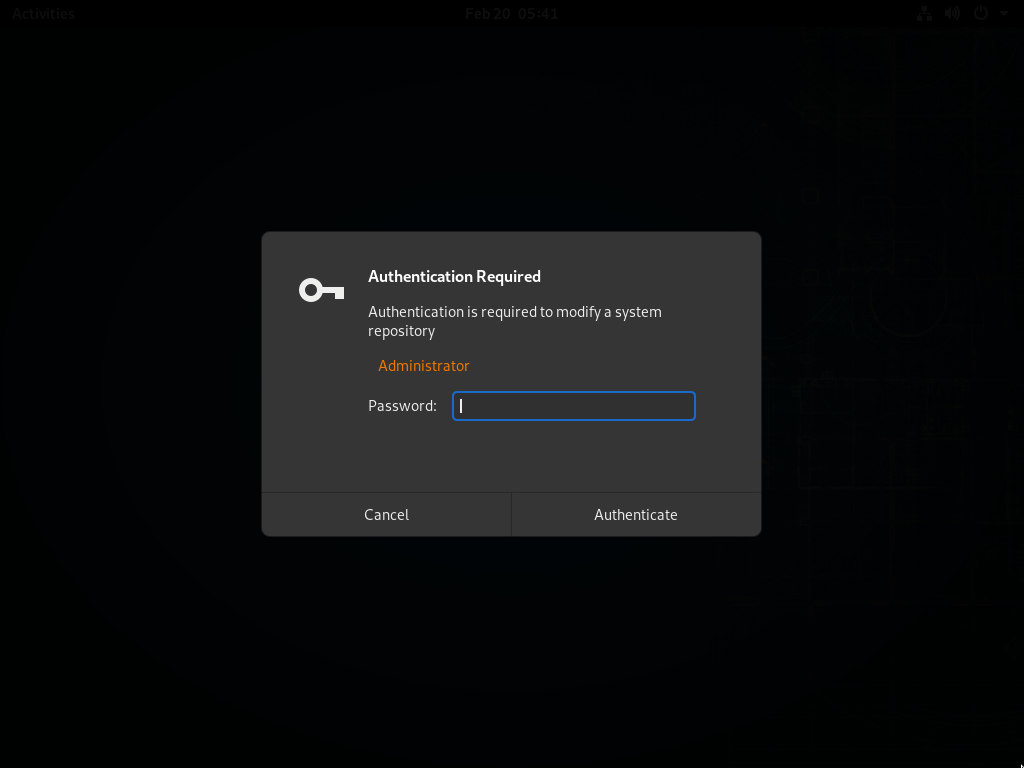 Activities
Feb 20 05:41
Authentication Required
Authentication is required to modify a system
repository
Administrator
Password:
Cancel
Authenticate